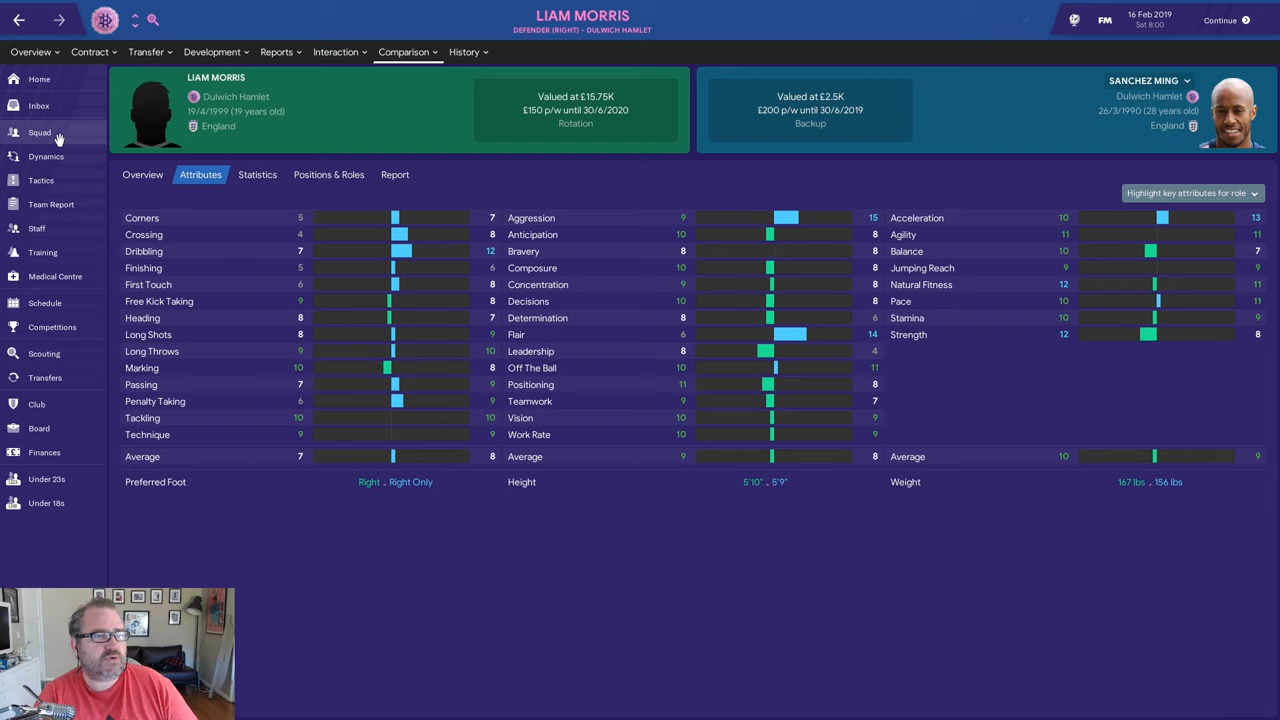 LIAM MORRIS
DEFENDER (RIGHT) - DULWICH HAMLET
FM
16 Feb 2019
Sat 8:00
Continue
Overview
Contract
Transfer
Development
Reports
Interaction
Comparison
History
Home
Inbox
Squad
Dynamics
Tactics
Team Report
Staff
Training
Medical Centre
Schedule
Competitions
Scouting
Transfers
Club
Board
Finances
Under 23s
Under 18s
LIAM MORRIS
Dulwich Hamlet
19/4/1999 (19 years old)
England
Valued at £15.75K
£150 p/w until 30/6/2020
Rotation
Valued at £2.5K
£200 p/w until 30/6/2019
Backup
SANCHEZ MING
Dulwich Hamlet
26/3/1990 (28 years old)
England
Overview Attributes Statistics Positions & Roles Report
Highlight key attributes for role
Corners 5 7
Crossing 4 8
Dribbling 7 12
Finishing 5 6
First Touch 6 8
Free Kick Taking 9 8
Heading 8 7
Long Shots 8 9
Long Throws 9 10
Marking 10 8
Passing 7 9
Penalty Taking 6 9
Tackling 10 10
Technique 9 9
Average 7 8
Preferred Foot Right .. Right Only
Aggression 9 15
Anticipation 10 8
Bravery 8 8
Composure 10 8
Concentration 9 8
Decisions 10 8
Determination 8 6
Flair 6 14
Leadership 8 4
Off The Ball 10 11
Positioning 11 8
Teamwork 9 7
Vision 10 9
Work Rate 10 9
Average 9 8
Height 5'10" .. 5'9"
Acceleration 10 13
Agility 11 11
Balance 10 7
Jumping Reach 9 9
Natural Fitness 12 11
Pace 10 11
Stamina 10 9
Strength 12 8
Average 10 9
Weight 167 lbs .. 156 lbs